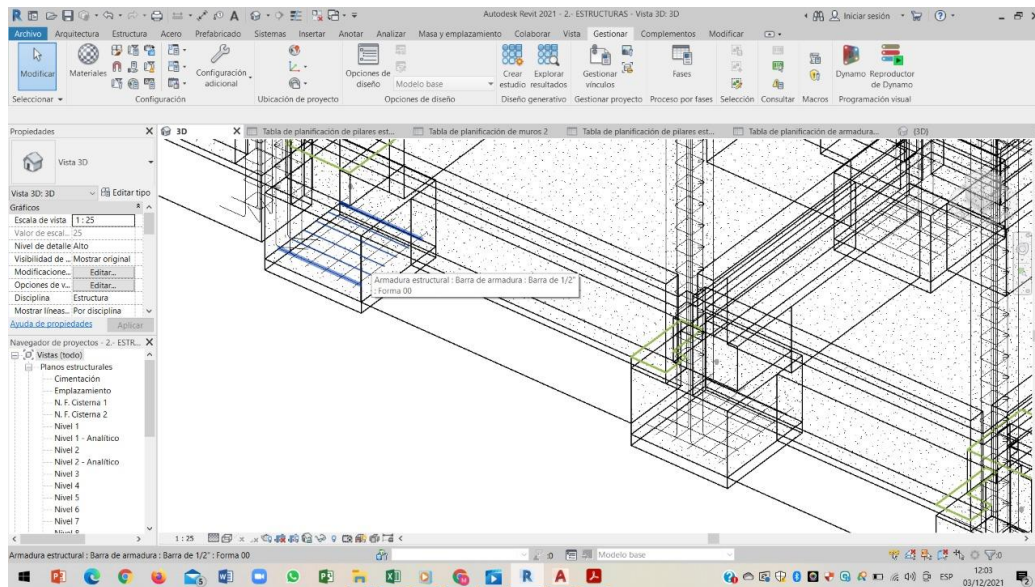 Autodesk Revit 2021 - 2.- ESTRUCTURAS - Vista 3D: 3D
Iniciar sesión
Archivo Arquitectura Estructura Acero Prefabricado Sistemas Insertar Anotar Analizar Masa y emplazamiento Colaborar Vista Gestionar Complementos Modificar
Modificar
Materiales
Configuración adicional
Opciones de diseño
Modelo base
Crear estudio
Explorar resultados
Gestionar vínculos
Fases
Dynamo
Reproductor de Dynamo
Seleccionar
Configuración
Ubicación de proyecto
Opciones de diseño
Diseño generativo
Gestionar proyecto
Proceso por fases
Selección
Consultar
Macros
Programación visual
Propiedades
3D
Tabla de planificación de pilares est...
Tabla de planificación de muros 2
Tabla de planificación de pilares est...
Tabla de planificación de armadura...
{3D}
Vista 3D
Vista 3D: 3D
Editar tipo
Gráficos
Escala de vista 1 : 25
Valor de escal... 25
Nivel de detalle Alto
Visibilidad de ... Mostrar original
Modificacione... Editar...
Opciones de v... Editar...
Disciplina Estructura
Mostrar líneas... Por disciplina
Ayuda de propiedades Aplicar
Navegador de proyectos - 2.- ESTR...
Vistas (todo)
Planos estructurales
Cimentación
Emplazamiento
N. F. Cisterna 1
N. F. Cisterna 2
Nivel 1
Nivel 1 - Analítico
Nivel 2
Nivel 2 - Analítico
Nivel 3
Nivel 4
Nivel 5
Nivel 6
Nivel 7
Nivel 8
Armadura estructural : Barra de armadura : Barra de 1/2"
: Forma 00
1 : 25
Armadura estructural : Barra de armadura : Barra de 1/2" : Forma 00
:0
Modelo base
:0
ESP
12:03
03/12/2021